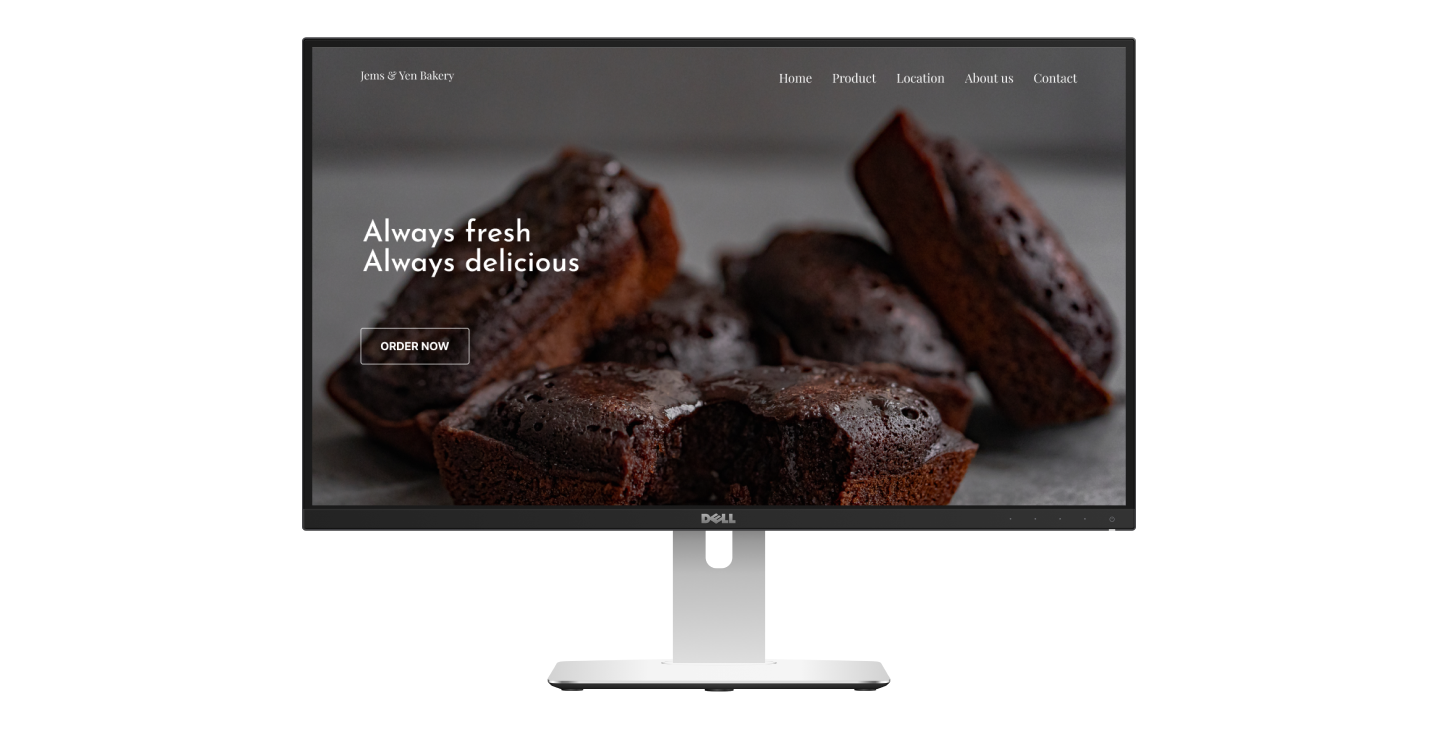 Jems & Yen Bakery
Home Product Location About us Contact
Always fresh
Always delicious
ORDER NOW
DELL